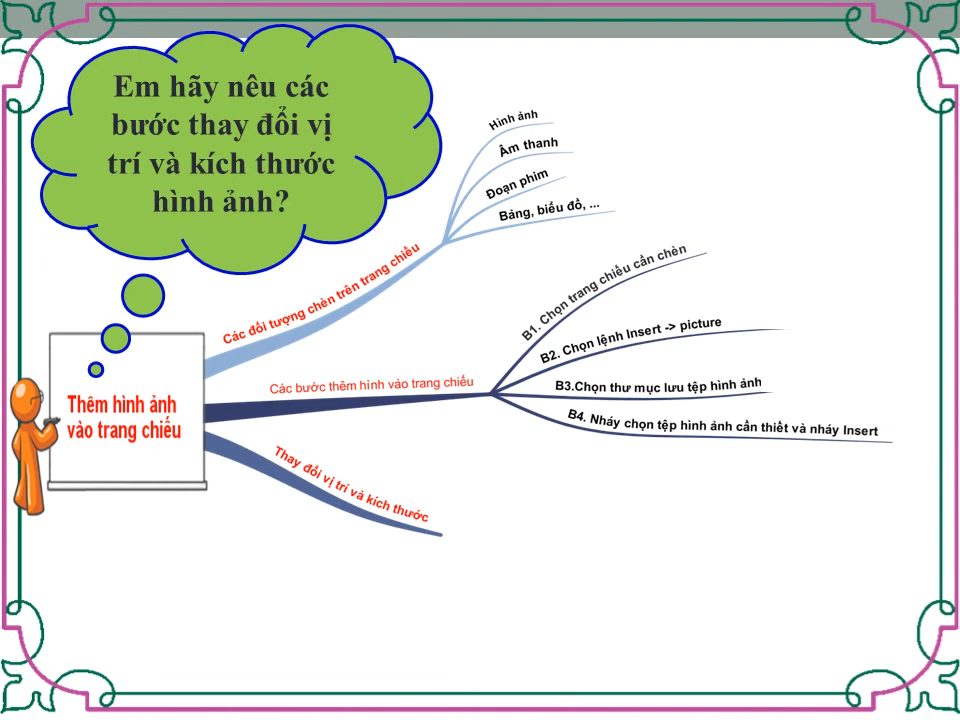 Em hãy nêu các
bước thay đổi vị
trí và kích thước
hình ảnh?
Hình ảnh
Âm thanh
Đoạn phim
Bảng, biểu đồ, ...
Các đối tượng chèn trên trang chiếu
B1. Chọn trang chiếu cần chèn
B2. Chọn lệnh Insert -> picture
Các bước thêm hình vào trang chiếu
B3.Chọn thư mục lưu tệp hình ảnh
B4. Nháy chọn tệp hình ảnh cần thiết và nháy Insert
Thêm hình ảnh
vào trang chiếu
Thay đổi vị trí và kích thước